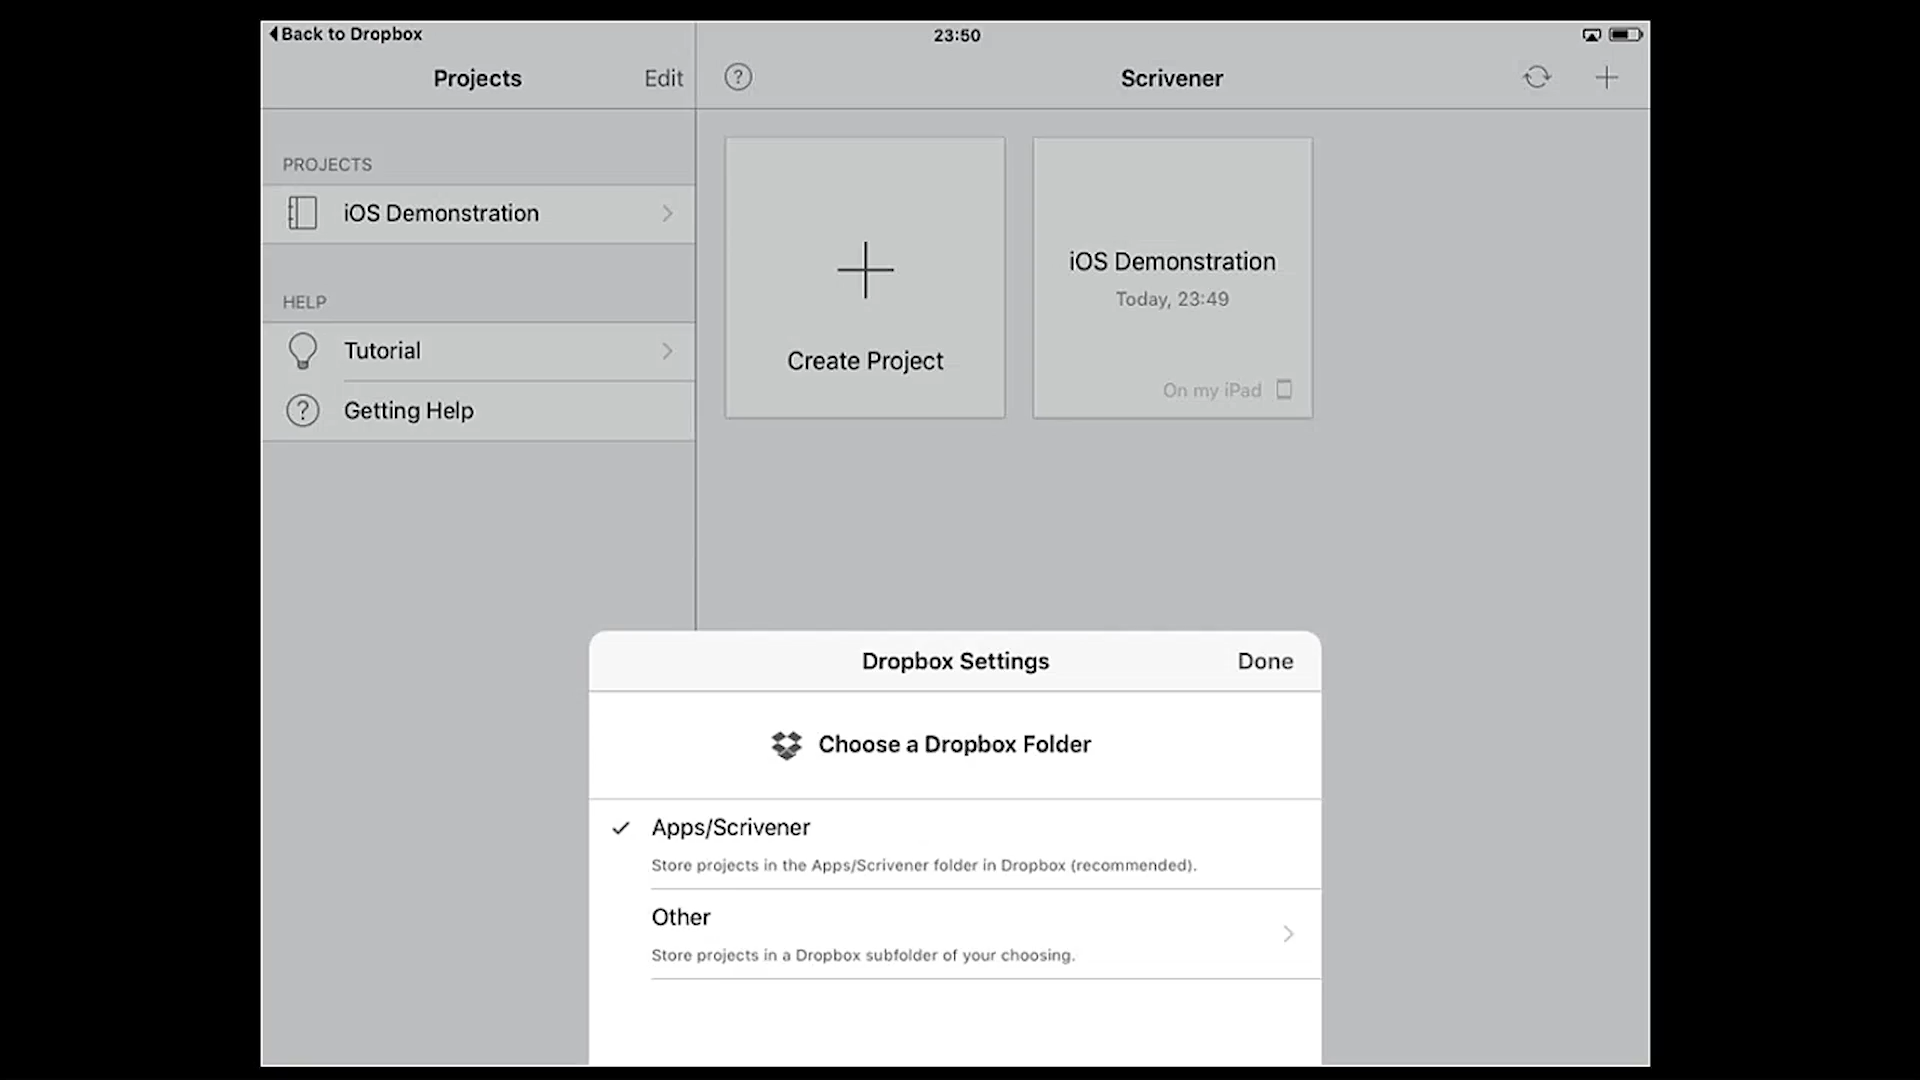 Back to Dropbox
23:50
Projects
Edit
?
Scrivener
PROJECTS
iOS Demonstration
HELP
Tutorial
? Getting Help
Create Project
iOS Demonstration
Today, 23:49
On my iPad
Dropbox Settings
Done
Choose a Dropbox Folder
Apps/Scrivener
Store projects in the Apps/Scrivener folder in Dropbox (recommended).
Other
Store projects in a Dropbox subfolder of your choosing.